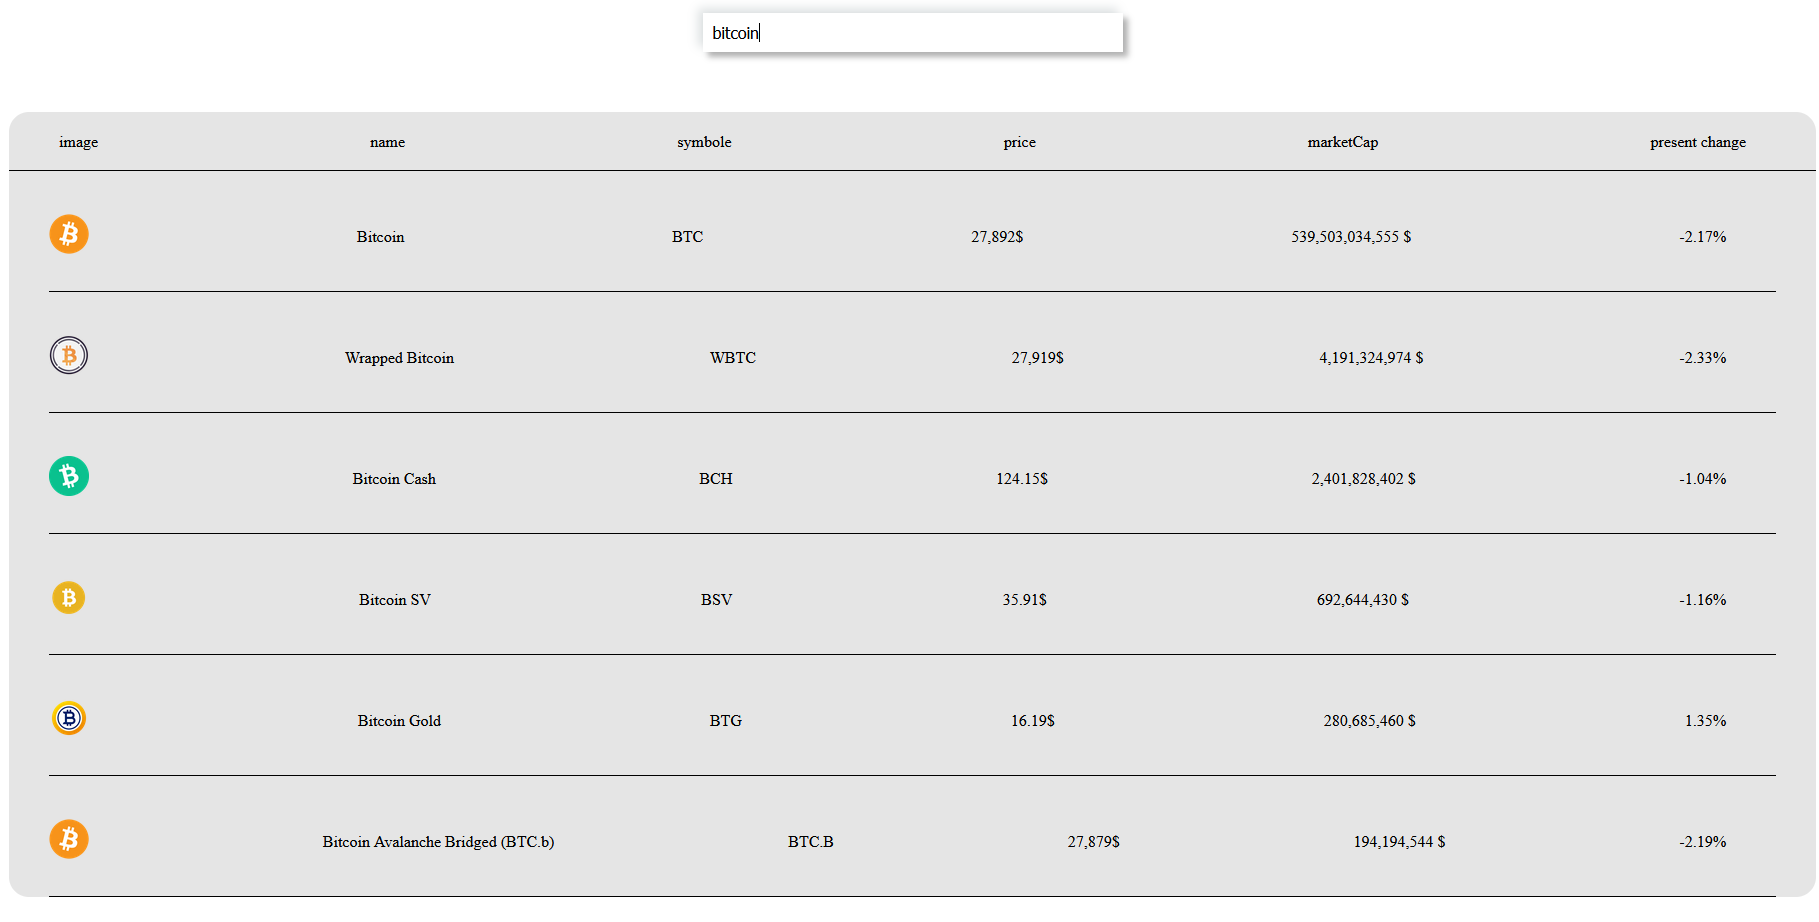 bitcoin
image name symbole price marketCap present change
Bitcoin BTC 27,892$ 539,503,034,555 $ -2.17%
Wrapped Bitcoin WBTC 27,919$ 4,191,324,974 $ -2.33%
Bitcoin Cash BCH 124.15$ 2,401,828,402 $ -1.04%
Bitcoin SV BSV 35.91$ 692,644,430 $ -1.16%
Bitcoin Gold BTG 16.19$ 280,685,460 $ 1.35%
Bitcoin Avalanche Bridged (BTC.b) BTC.B 27,879$ 194,194,544 $ -2.19%